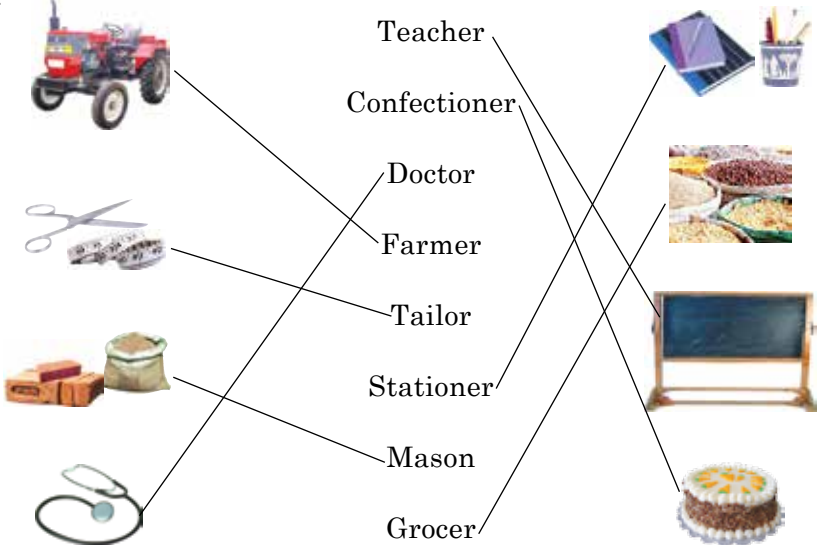 Teacher
Confectioner
Doctor
Farmer
Tailor
Stationer
Mason
Grocer